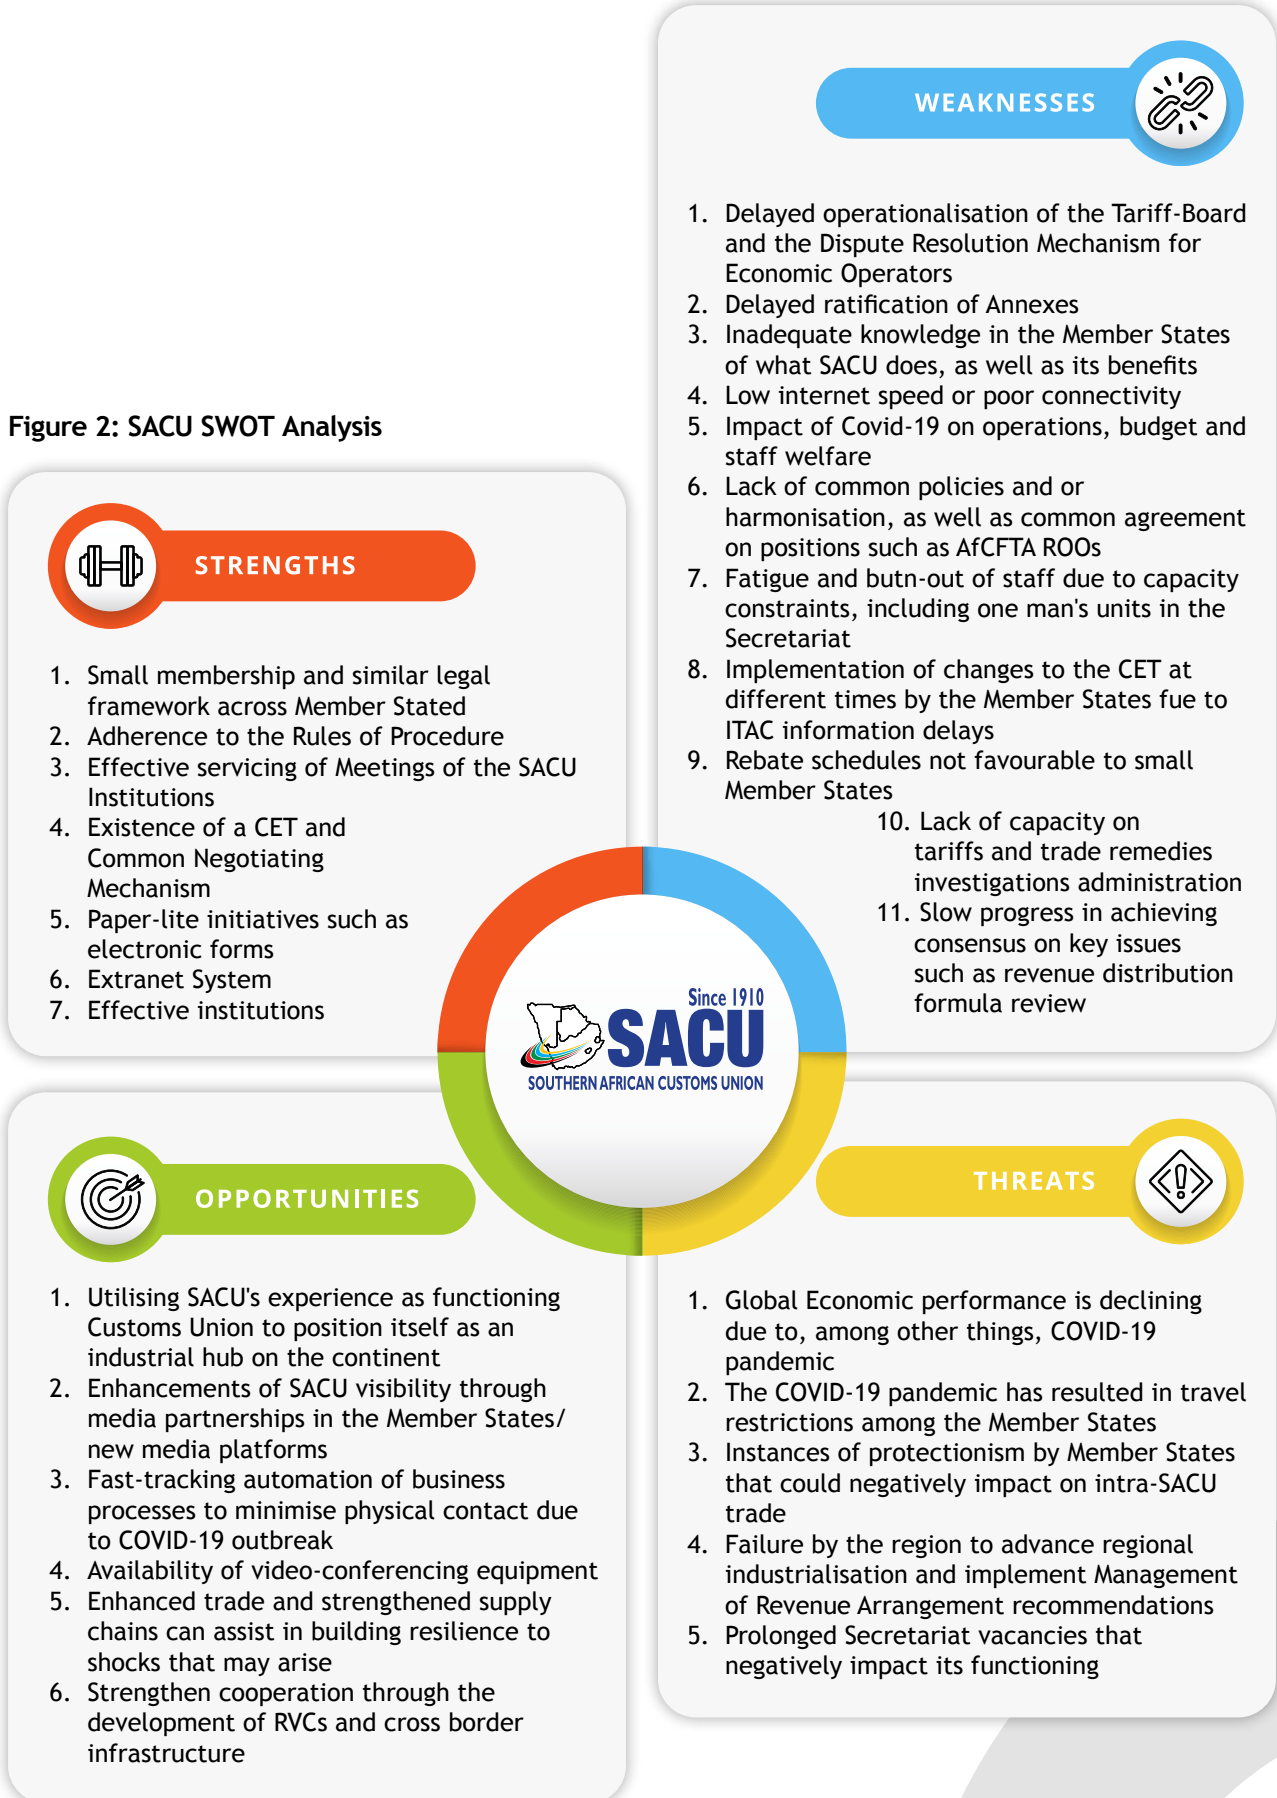 Figure 2: SACU SWOT Analysis
STRENGTHS
1. Small membership and similar legal
framework across Member Stated
2. Adherence to the Rules of Procedure
3. Effective servicing of Meetings of the SACU
Institutions
4. Existence of a CET and
Common Negotiating
Mechanism
5. Paper-lite initiatives such as
electronic forms
6. Extranet System
7. Effective institutions
WEAKNESSES
1. Delayed operationalisation of the Tariff-Board
and the Dispute Resolution Mechanism for
Economic Operators
2. Delayed ratification of Annexes
3. Inadequate knowledge in the Member States
of what SACU does, as well as its benefits
4. Low internet speed or poor connectivity
5. Impact of Covid-19 on operations, budget and
staff welfare
6. Lack of common policies and or
harmonisation, as well as common agreement
on positions such as AfCFTA ROOs
7. Fatigue and butn-out of staff due to capacity
constraints, including one man's units in the
Secretariat
8. Implementation of changes to the CET at
different times by the Member States fue to
ITAC information delays
9. Rebate schedules not favourable to small
Member States
10. Lack of capacity on
tariffs and trade remedies
investigations administration
11. Slow progress in achieving
consensus on key issues
such as revenue distribution
formula review
Since 1910
SACU
SOUTHERN AFRICAN CUSTOMS UNION
OPPORTUNITIES
1. Utilising SACU's experience as functioning
Customs Union to position itself as an
industrial hub on the continent
2. Enhancements of SACU visibility through
media partnerships in the Member States/
new media platforms
3. Fast-tracking automation of business
processes to minimise physical contact due
to COVID-19 outbreak
4. Availability of video-conferencing equipment
5. Enhanced trade and strengthened supply
chains can assist in building resilience to
shocks that may arise
6. Strengthen cooperation through the
development of RVCs and cross border
infrastructure
THREATS
1. Global Economic performance is declining
due to, among other things, COVID-19
pandemic
2. The COVID-19 pandemic has resulted in travel
restrictions among the Member States
3. Instances of protectionism by Member States
that could negatively impact on intra-SACU
trade
4. Failure by the region to advance regional
industrialisation and implement Management
of Revenue Arrangement recommendations
5. Prolonged Secretariat vacancies that
negatively impact its functioning